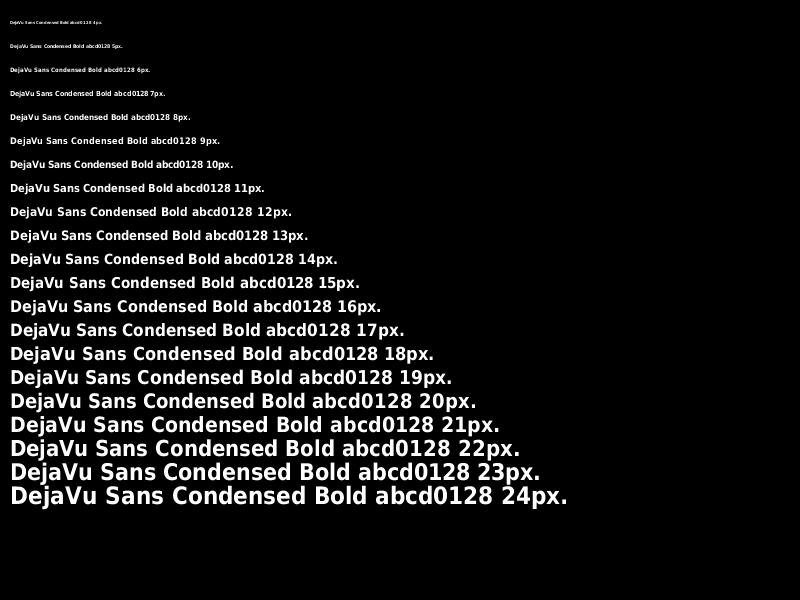 DejaVu Sans Condensed Bold abcd0128 4px.
DejaVu Sans Condensed Bold abcd0128 5px.
DejaVu Sans Condensed Bold abcd0128 6px.
DejaVu Sans Condensed Bold abcd0128 7px.
DejaVu Sans Condensed Bold abcd0128 8px.
DejaVu Sans Condensed Bold abcd0128 9px.
DejaVu Sans Condensed Bold abcd0128 10px.
DejaVu Sans Condensed Bold abcd0128 11px.
DejaVu Sans Condensed Bold abcd0128 12px.
DejaVu Sans Condensed Bold abcd0128 13px.
DejaVu Sans Condensed Bold abcd0128 14px.
DejaVu Sans Condensed Bold abcd0128 15px.
DejaVu Sans Condensed Bold abcd0128 16px.
DejaVu Sans Condensed Bold abcd0128 17px.
DejaVu Sans Condensed Bold abcd0128 18px.
DejaVu Sans Condensed Bold abcd0128 19px.
DejaVu Sans Condensed Bold abcd0128 20px.
DejaVu Sans Condensed Bold abcd0128 21px.
DejaVu Sans Condensed Bold abcd0128 22px.
DejaVu Sans Condensed Bold abcd0128 23px.
DejaVu Sans Condensed Bold abcd0128 24px.